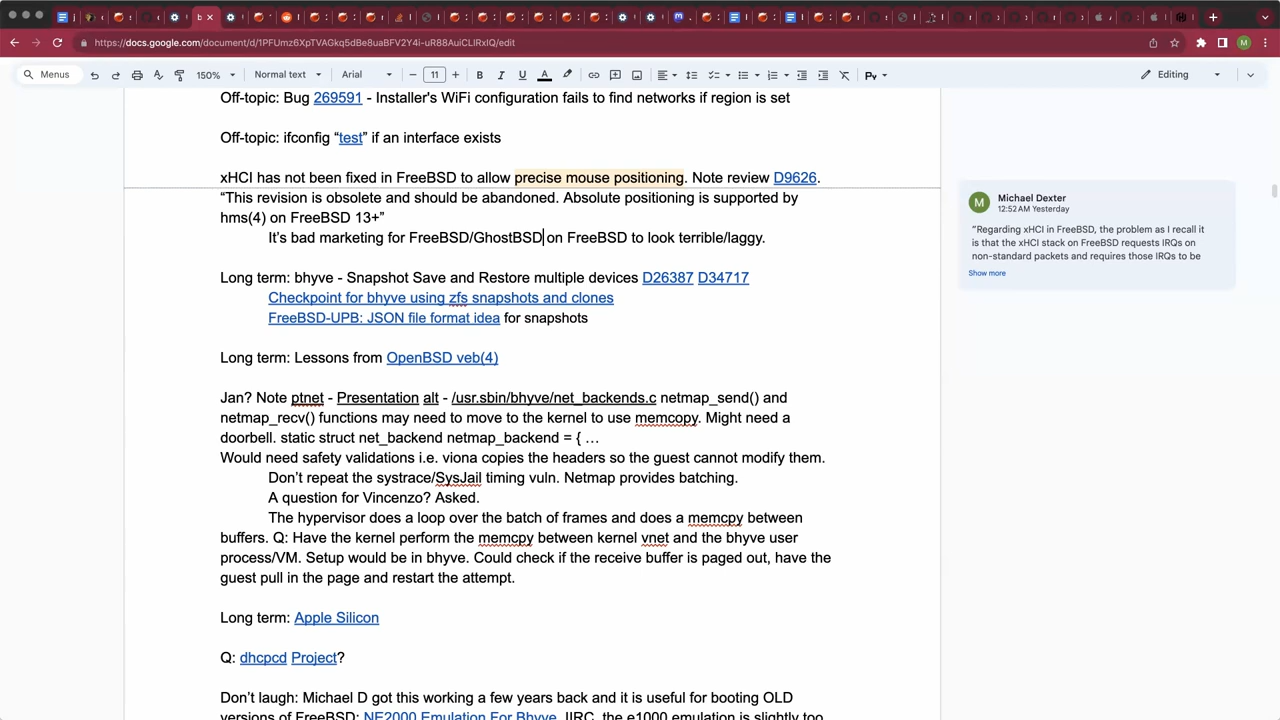 https://docs.google.com/document/d/1PFUmz6XpTVAGkq5dBe8uaBFV2Y4i-uR88AuiCLIRxIQ/edit
M
Menus
150%
Normal text
Arial
11
B
I
U
A
Editing
Off-topic: Bug 269591 - Installer's WiFi configuration fails to find networks if region is set
Off-topic: ifconfig “test” if an interface exists
xHCI has not been fixed in FreeBSD to allow precise mouse positioning. Note review D9626.
“This revision is obsolete and should be abandoned. Absolute positioning is supported by
hms(4) on FreeBSD 13+”
It’s bad marketing for FreeBSD/GhostBSD on FreeBSD to look terrible/laggy.
Long term: bhyve - Snapshot Save and Restore multiple devices D26387 D34717
Checkpoint for bhyve using zfs snapshots and clones
FreeBSD-UPB: JSON file format idea for snapshots
Long term: Lessons from OpenBSD veb(4)
Jan? Note ptnet - Presentation alt - /usr.sbin/bhyve/net_backends.c netmap_send() and
netmap_recv() functions may need to move to the kernel to use memcopy. Might need a
doorbell. static struct net_backend netmap_backend = { …
Would need safety validations i.e. viona copies the headers so the guest cannot modify them.
Don’t repeat the systrace/SysJail timing vuln. Netmap provides batching.
A question for Vincenzo? Asked.
The hypervisor does a loop over the batch of frames and does a memcpy between
buffers. Q: Have the kernel perform the memcpy between kernel vnet and the bhyve user
process/VM. Setup would be in bhyve. Could check if the receive buffer is paged out, have the
guest pull in the page and restart the attempt.
Long term: Apple Silicon
Q: dhcpcd Project?
Don’t laugh: Michael D got this working a few years back and it is useful for booting OLD
versions of FreeBSD: NE2000 Emulation For Bhyve. IIRC, the e1000 emulation is slightly too
M
Michael Dexter
12:52 AM Yesterday
“Regarding xHCI in FreeBSD, the problem as I recall it
is that the xHCI stack on FreeBSD requests IRQs on
non-standard packets and requires those IRQs to be
Show more